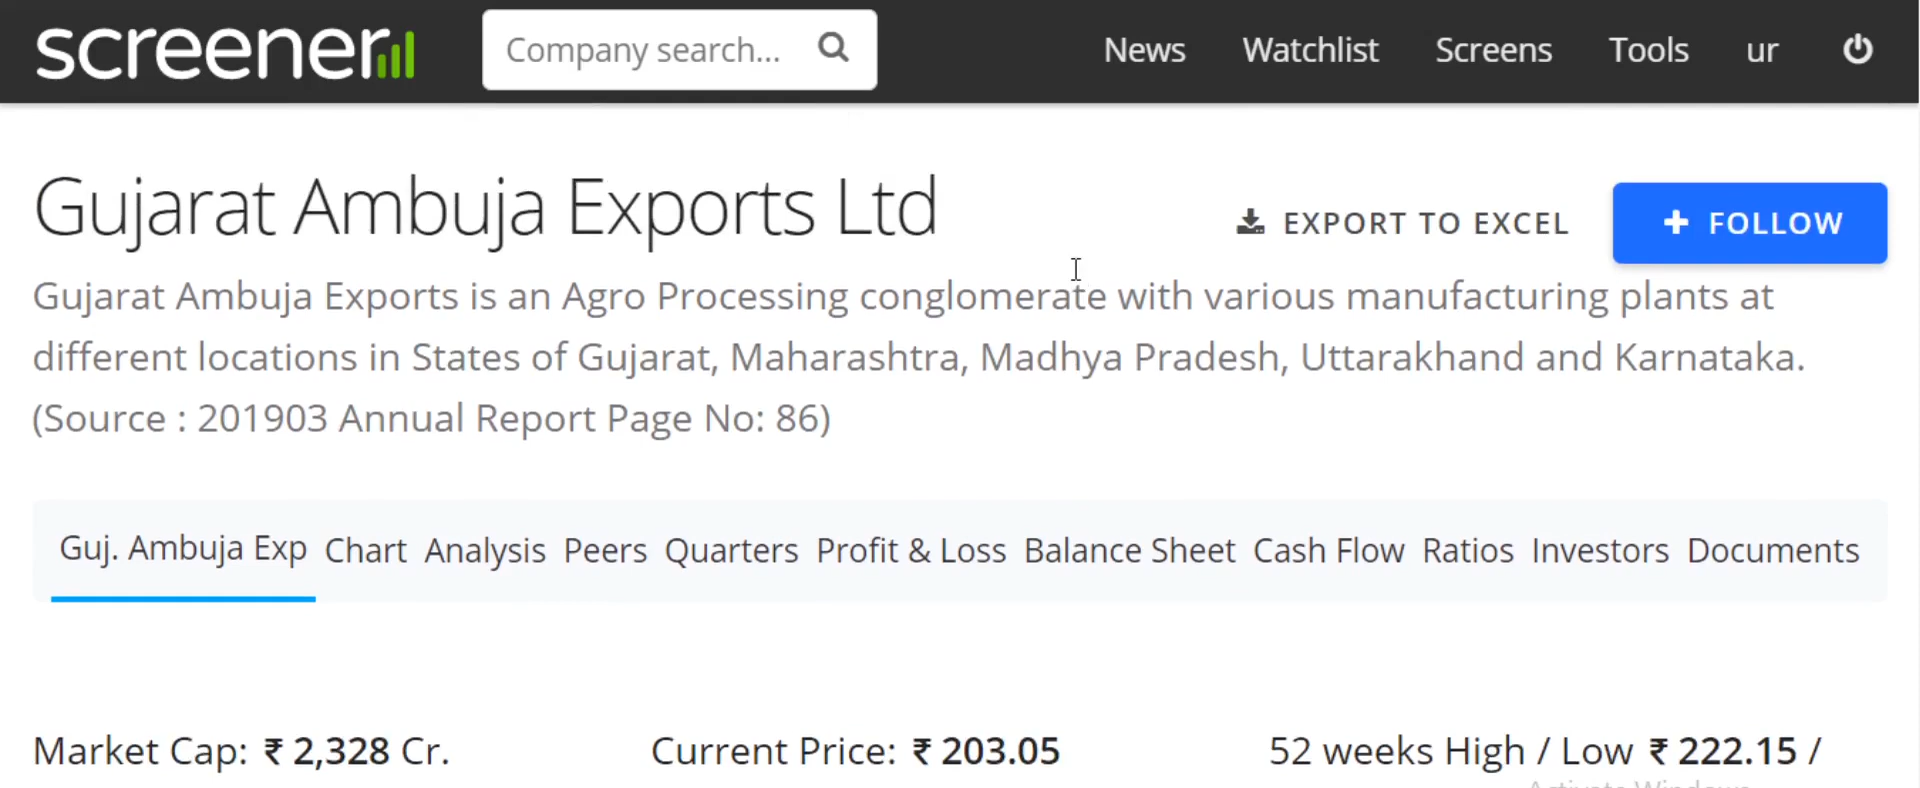 screener
Company search...
News Watchlist Screens Tools ur
Gujarat Ambuja Exports Ltd
EXPORT TO EXCEL
+ FOLLOW
Gujarat Ambuja Exports is an Agro Processing conglomerate with various manufacturing plants at
different locations in States of Gujarat, Maharashtra, Madhya Pradesh, Uttarakhand and Karnataka.
(Source : 201903 Annual Report Page No: 86)
Guj. Ambuja Exp Chart Analysis Peers Quarters Profit & Loss Balance Sheet Cash Flow Ratios Investors Documents
Market Cap: ₹ 2,328 Cr. Current Price: ₹ 203.05 52 weeks High / Low ₹ 222.15 /